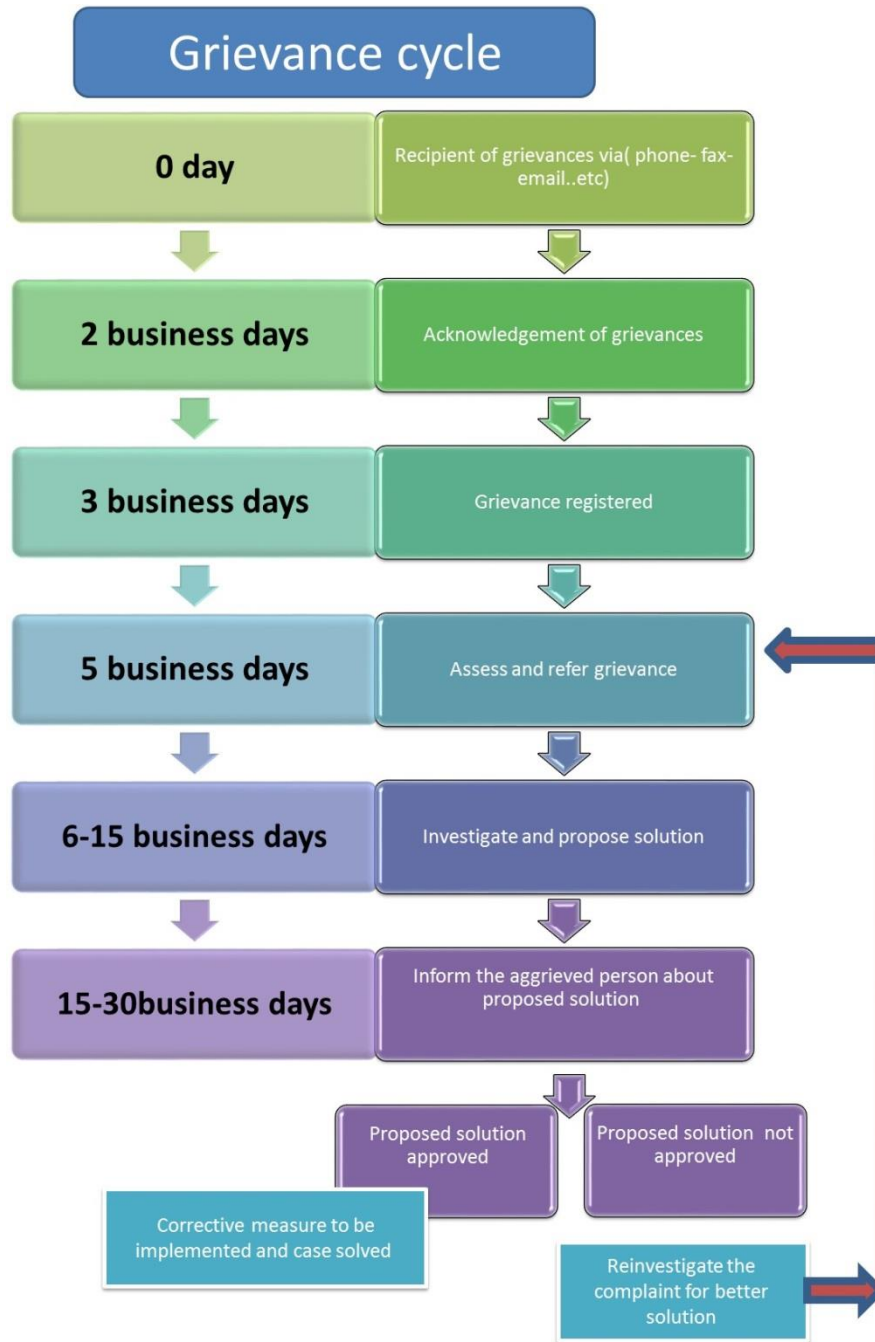 Grievance cycle
0 day
Recipient of grievances via( phone- fax-
email..etc)
2 business days
Acknowledgement of grievances
3 business days
Grievance registered
5 business days
Assess and refer grievance
6-15 business days
Investigate and propose solution
15-30business days
Inform the aggrieved person about
proposed solution
Proposed solution
approved
Proposed solution  not
approved
Corrective measure to be
implemented and case solved
Reinvestigate the
complaint for better
solution